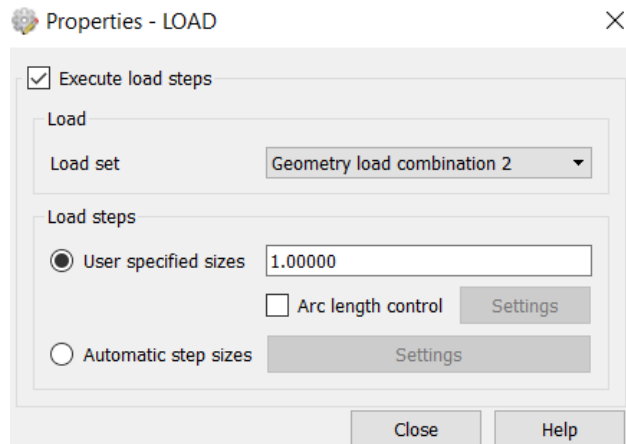 Properties - LOAD
Execute load steps
Load
Load set Geometry load combination 2
Load steps
User specified sizes 1.00000
Arc length control Settings
Automatic step sizes Settings
Close Help